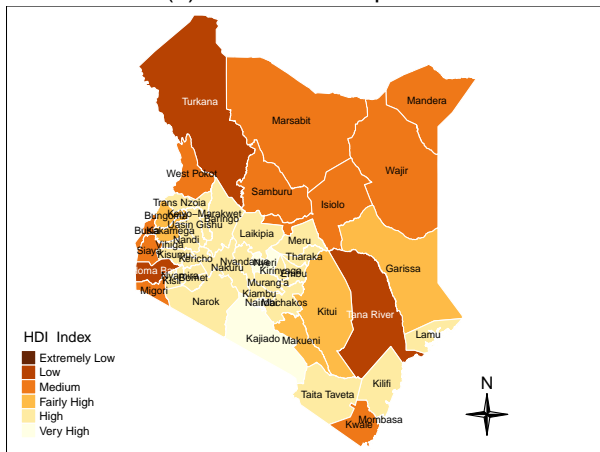 Turkana
Mandera
Marsabit
Wajir
West Pokot
Samburu
Isiolo
Trans Nzoia
Keiyo-Marakwet
Bungoma
Baringo
Uasin Gishu
Busia
Kakamega
Laikipia
Meru
Nandi
Vihiga
Siaya
Kisumu
Tharaka
Kericho
Nyandarua
Nyeri
Garissa
Nakuru
Kirinyaga
Embu
Nyamira
Bomet
Kisii
Murang'a
Migori
Kiambu
Narok
Nairobi
Machakos
Kitui
Tana River
Lamu
Kajiado
Makueni
Kilifi
Taita Taveta
Mombasa
Kwale
HDI Index
Extremely Low
Low
Medium
Fairly High
High
Very High
N